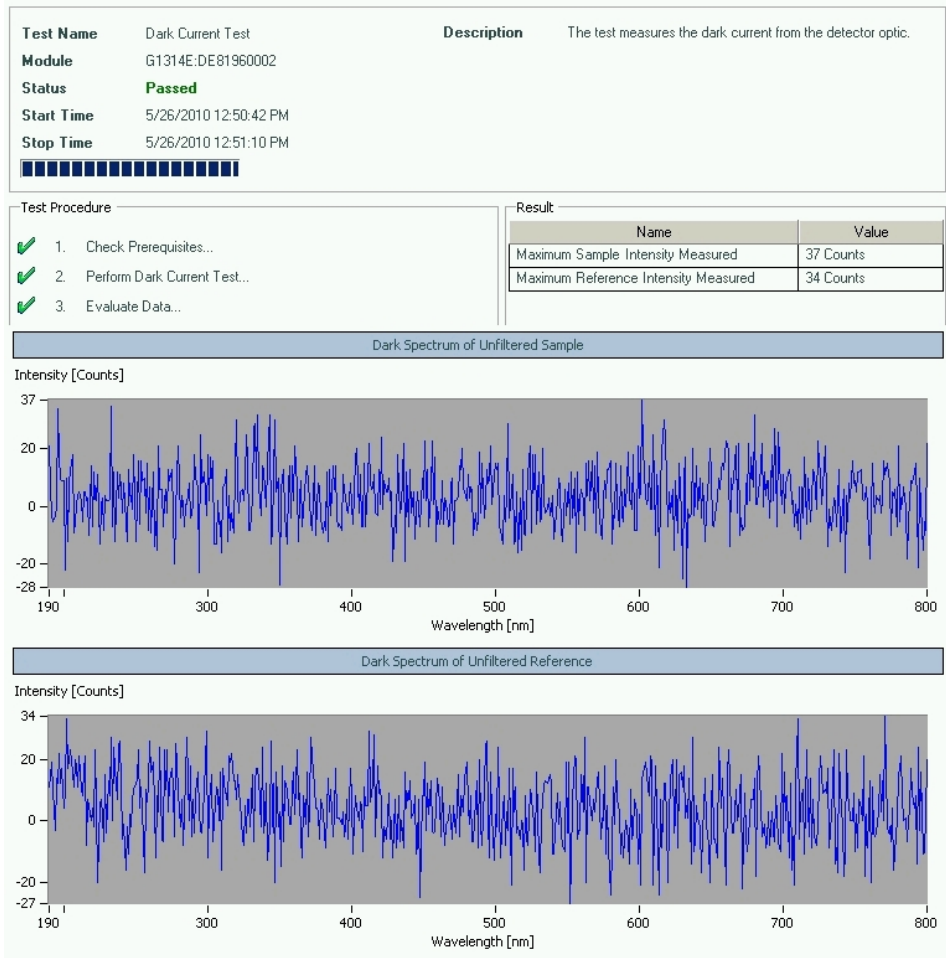 Test Name Dark Current Test Description The test measures the dark current from the detector optic.
Module G1314E:DE81960002
Status Passed
Start Time 5/26/2010 12:50:42 PM
Stop Time 5/26/2010 12:51:10 PM
Test Procedure
1. Check Prerequisites...
2. Perform Dark Current Test...
3. Evaluate Data...
Result
Name Value
Maximum Sample Intensity Measured 37 Counts
Maximum Reference Intensity Measured 34 Counts
Dark Spectrum of Unfiltered Sample
Intensity [Counts]
37
20
0
-20
-28
190 300 400 500 600 700 800
Wavelength [nm]
Dark Spectrum of Unfiltered Reference
Intensity [Counts]
34
20
0
-20
-27
190 300 400 500 600 700 800
Wavelength [nm]